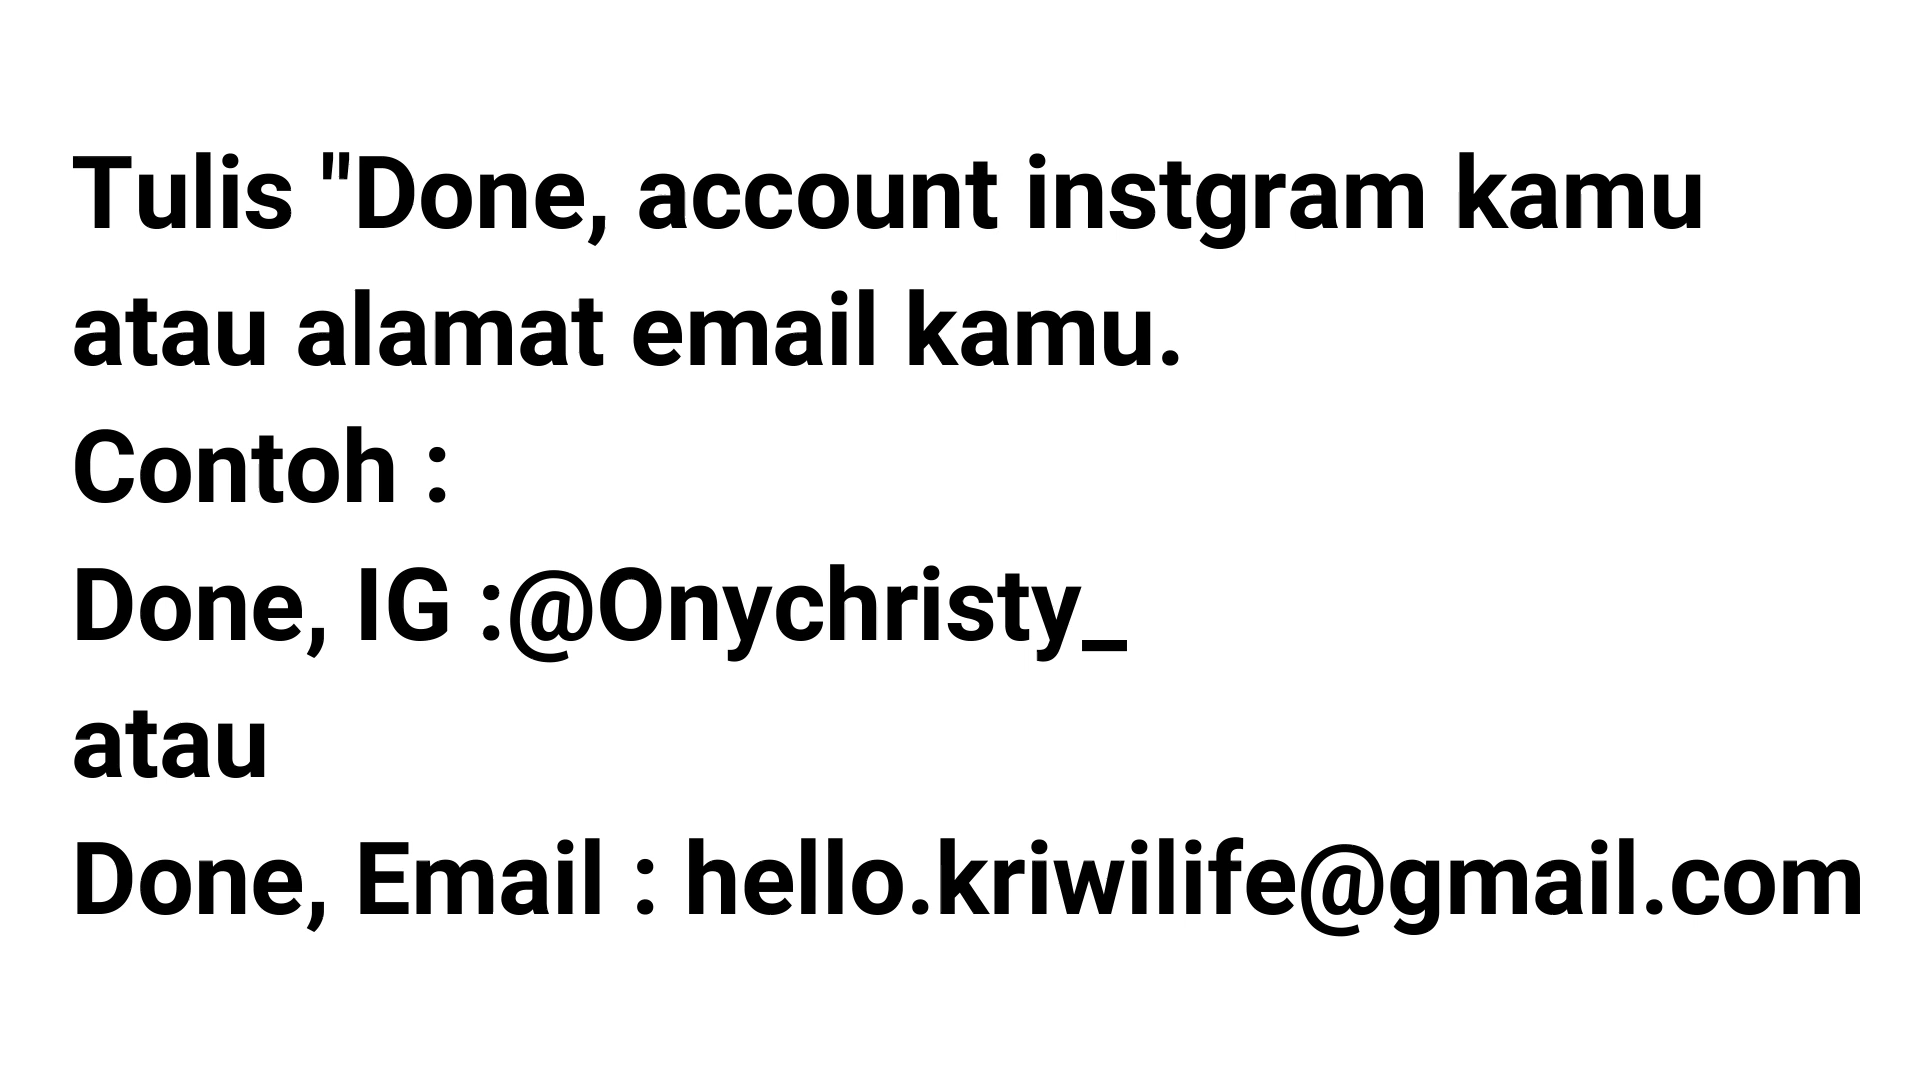 Tulis "Done, account instgram kamu
atau alamat email kamu.
Contoh :
Done, IG :@Onychristy_
atau
Done, Email : hello.kriwilife@gmail.com